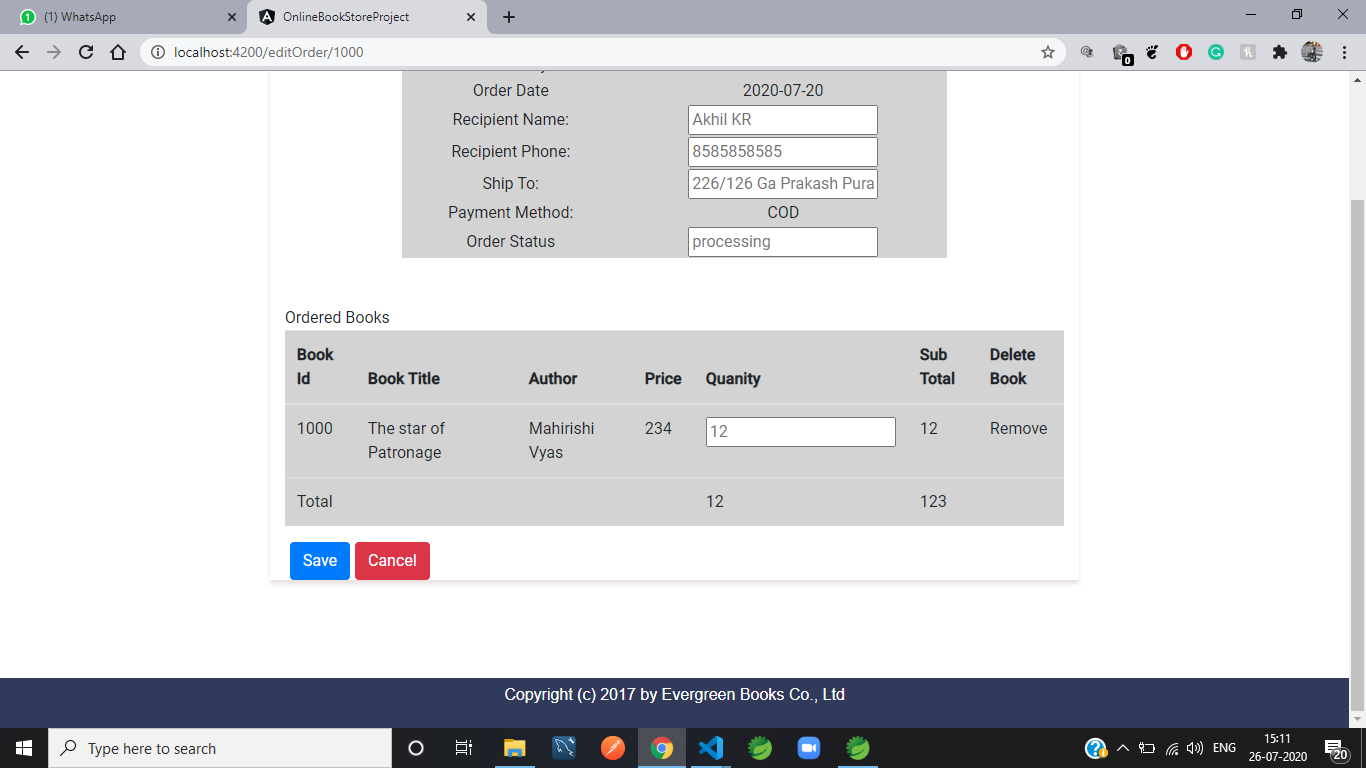 (1) WhatsApp
OnlineBookStoreProject
localhost:4200/editOrder/1000
0
Order Date 2020-07-20
Recipient Name: Akhil KR
Recipient Phone: 8585858585
Ship To: 226/126 Ga Prakash Pura
Payment Method: COD
Order Status processing
Ordered Books
Book Id Book Title Author Price Quanity Sub Total Delete Book
1000 The star of Patronage Mahirishi Vyas 234 12 12 Remove
Total 12 123
Save Cancel
Copyright (c) 2017 by Evergreen Books Co., Ltd
Type here to search
ENG
15:11
26-07-2020
20